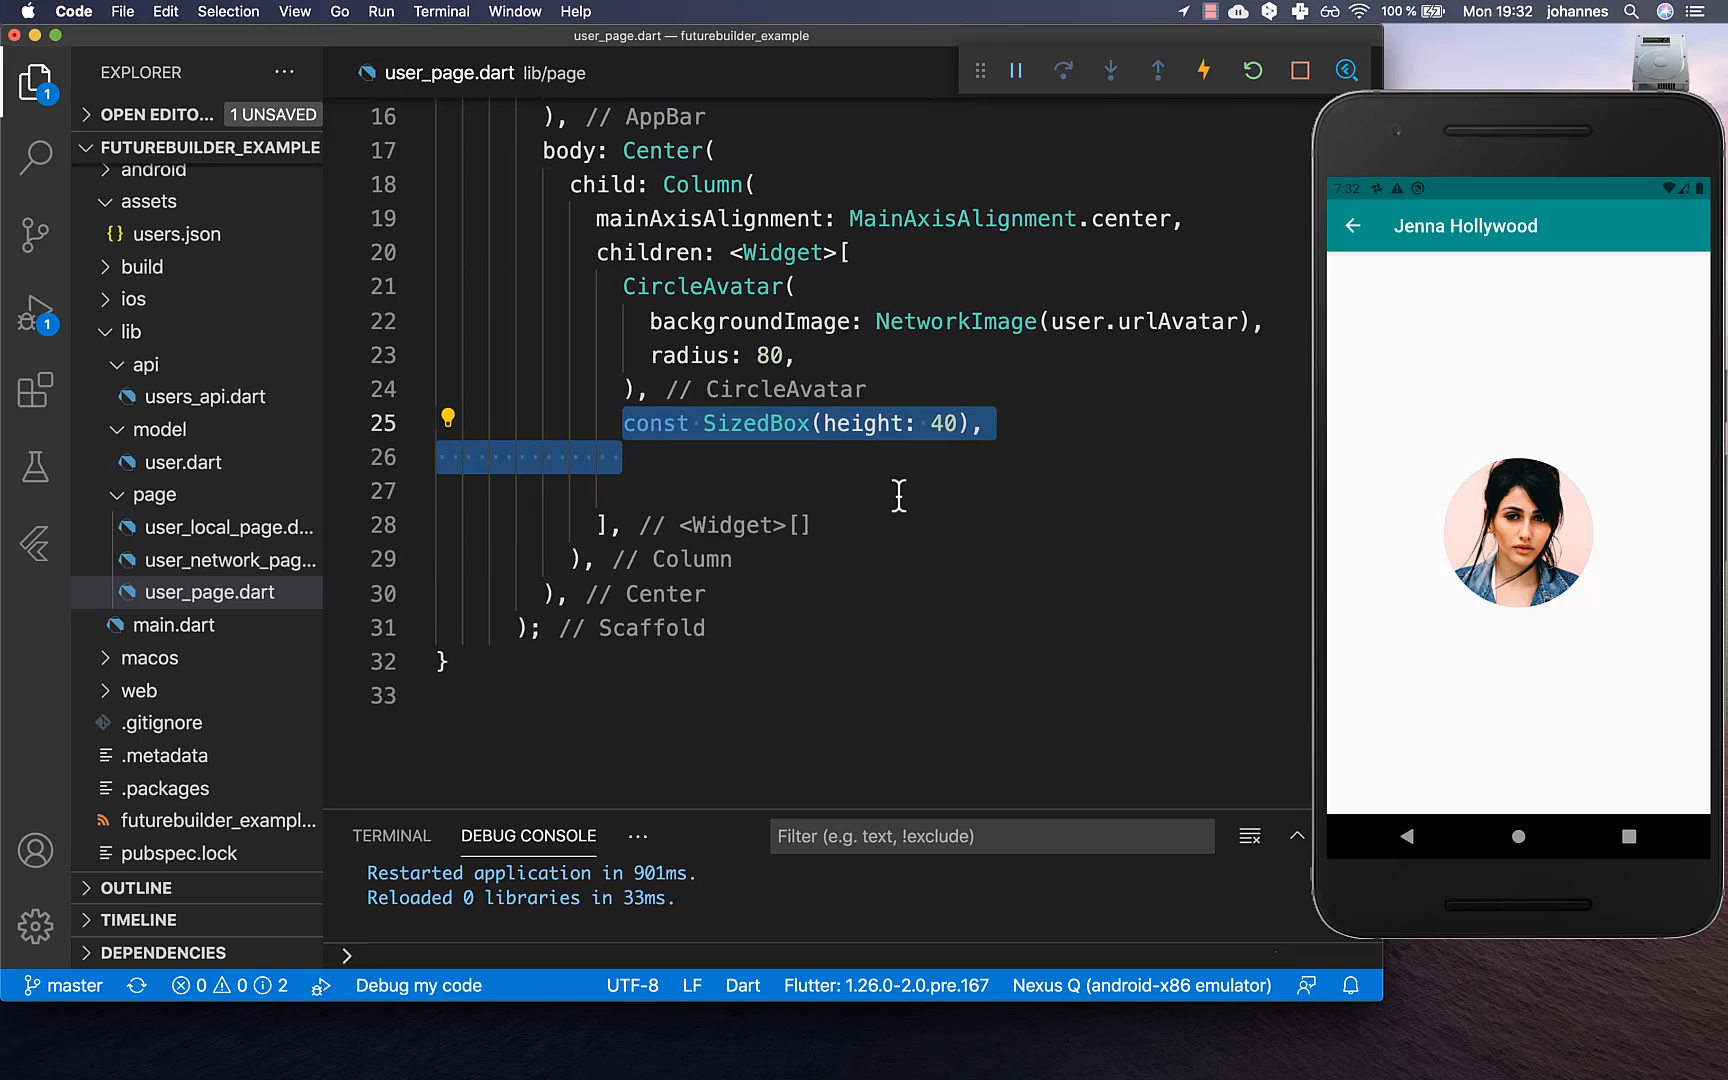 Code File Edit Selection View Go Run Terminal Window Help 100 % Mon 19:32 johannes
user_page.dart — futurebuilder_example
EXPLORER
user_page.dart lib/page
OPEN EDITO... 1 UNSAVED
FUTUREBUILDER_EXAMPLE
android
assets
{} users.json
build
ios
1
1
lib
api
users_api.dart
model
user.dart
page
user_local_page.d...
user_network_pag...
user_page.dart
main.dart
macos
web
.gitignore
.metadata
.packages
futurebuilder_exampl...
pubspec.lock
OUTLINE
TIMELINE
DEPENDENCIES
16 ), // AppBar
17 body: Center(
18 child: Column(
19 mainAxisAlignment: MainAxisAlignment.center,
20 children: <Widget>[
21 CircleAvatar(
22 backgroundImage: NetworkImage(user.urlAvatar),
23 radius: 80,
24 ), // CircleAvatar
25 const SizedBox(height: 40),
26
27
28 ], // <Widget>[]
29 ), // Column
30 ), // Center
31 ); // Scaffold
32 }
33
TERMINAL DEBUG CONSOLE ... Filter (e.g. text, !exclude)
Restarted application in 901ms.
Reloaded 0 libraries in 33ms.
master 0 0 2 Debug my code UTF-8 LF Dart Flutter: 1.26.0-2.0.pre.167 Nexus Q (android-x86 emulator)
7:32
Jenna Hollywood